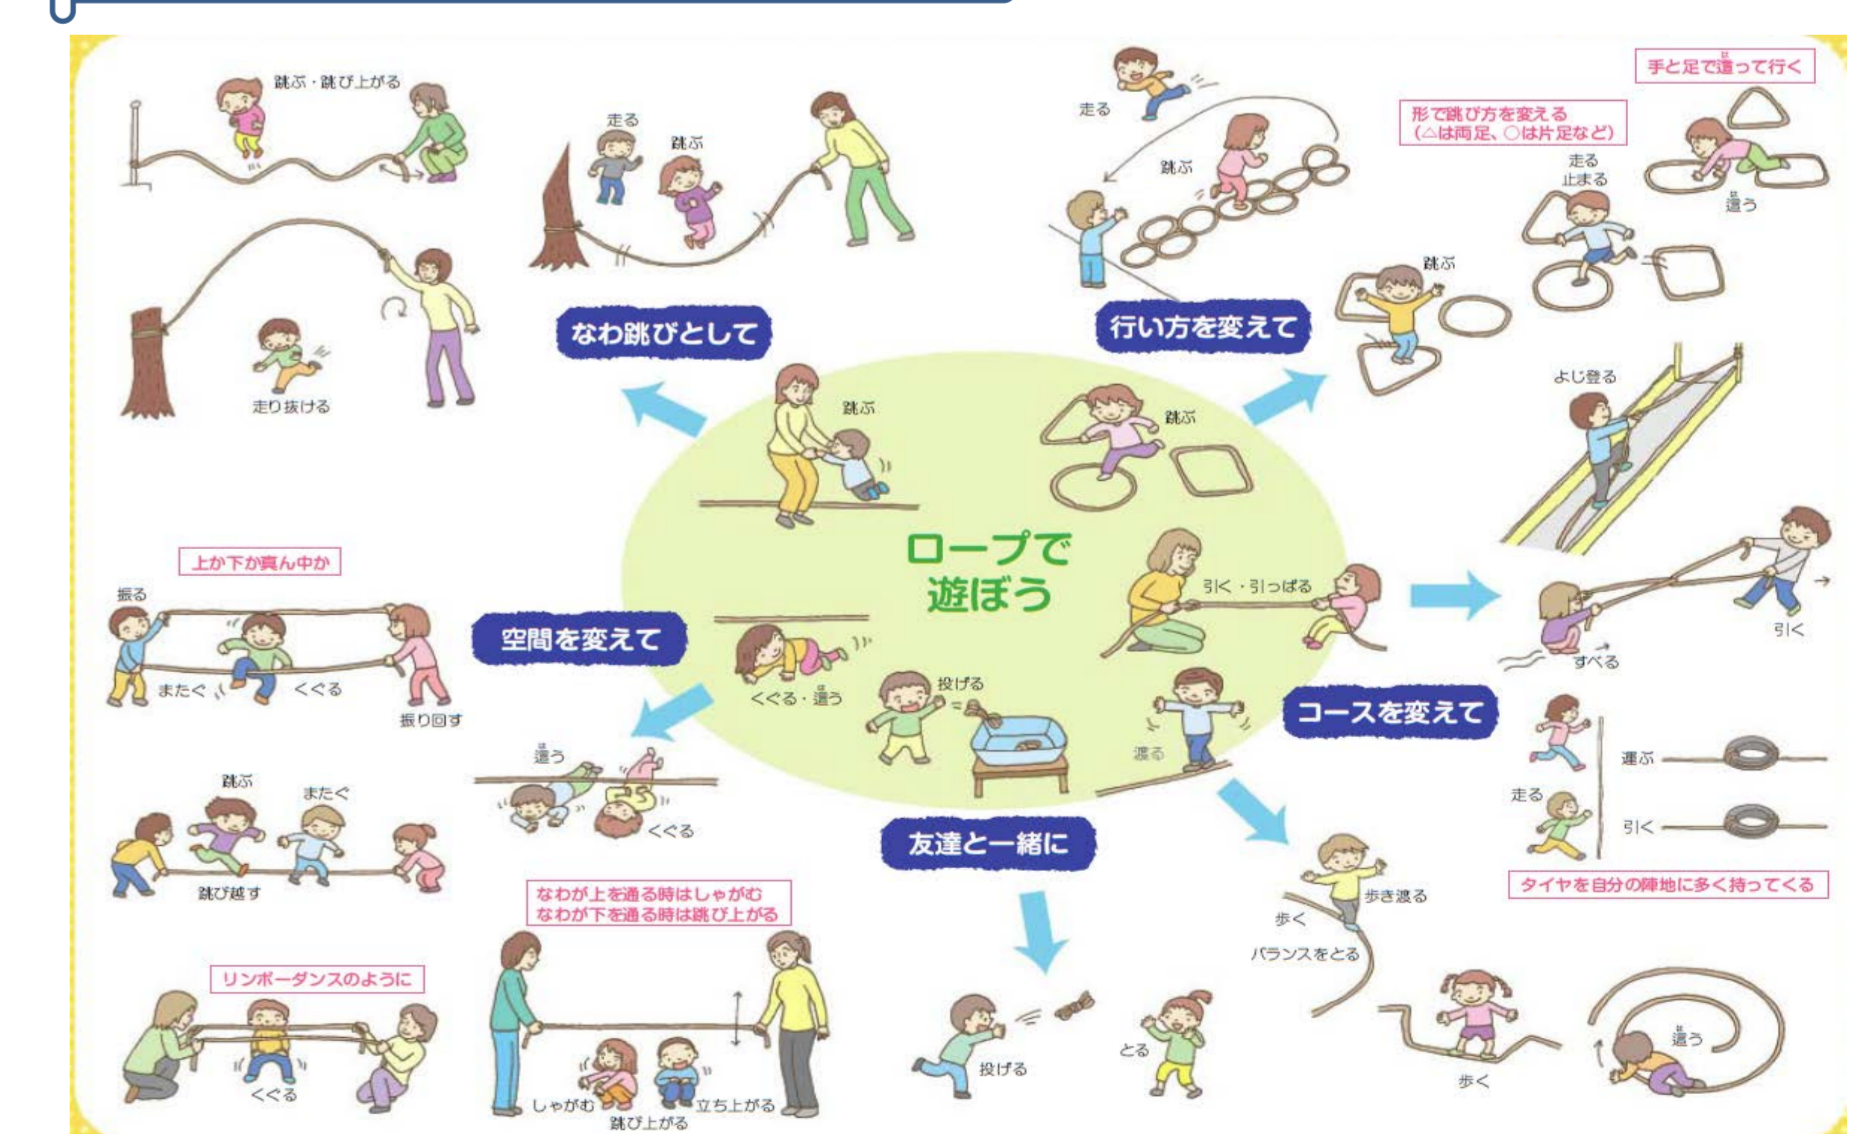 跳ぶ・跳び上がる
走る
跳ぶ
走り抜ける
なわ跳びとして
走る
跳ぶ
形で跳び方を変える
(△は両足、○は片足など)
手と足で這って行く
は
這う
は
走る
止まる
跳ぶ
行い方を変えて
よじ登る
跳ぶ
跳ぶ
ロープで
遊ぼう
引く・引っぱる
くぐる・這う
は
投げる
渡る
上か下か真ん中か
振る
またぐ
くぐる
振り回す
空間を変えて
這う
は
くぐる
跳ぶ
またぐ
跳び越す
リンボーダンスのように
くぐる
なわが上を通る時はしゃがむ
なわが下を通る時は跳び上がる
しゃがむ
立ち上がる
跳び上がる
友達と一緒に
投げる
とる
コースを変えて
引く
すべる
運ぶ
走る
引く
タイヤを自分の陣地に多く持ってくる
歩き渡る
歩く
バランスをとる
歩く
這う
は